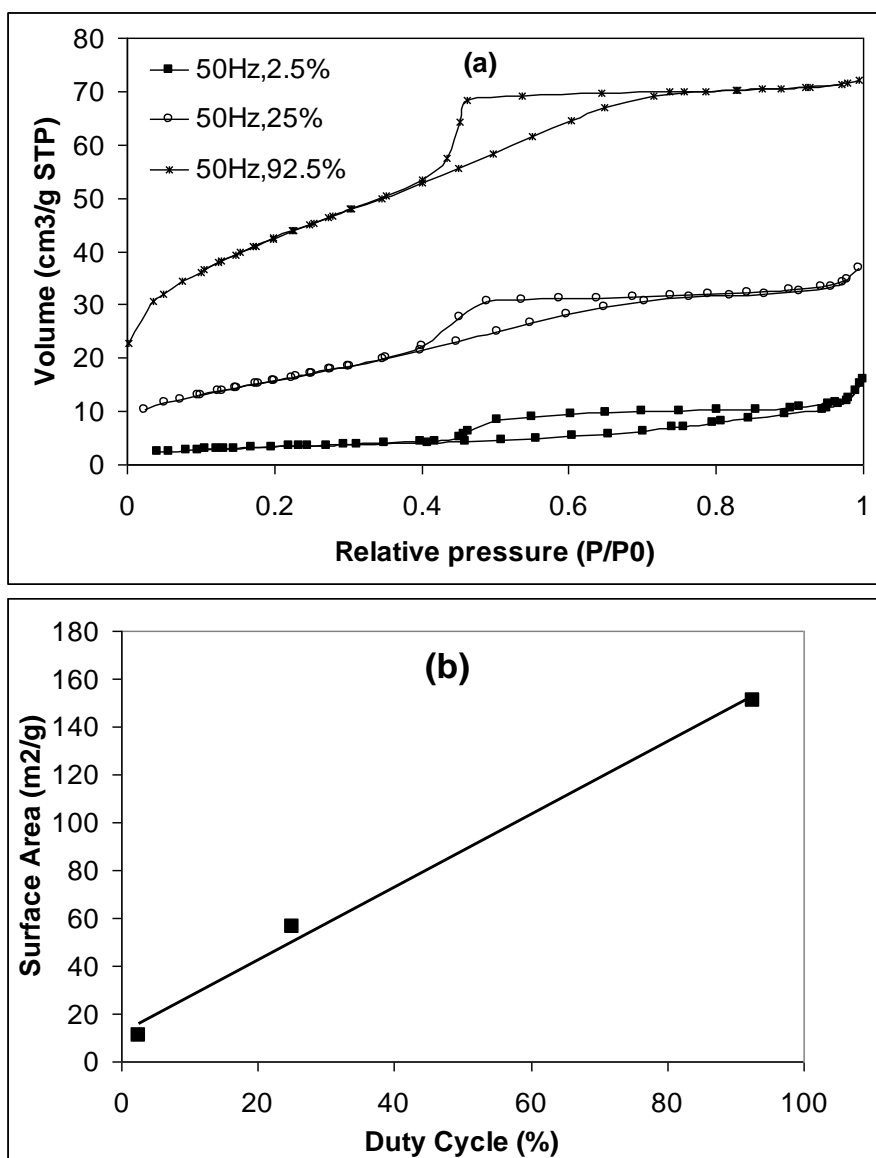 (a)
50Hz,2.5%
50Hz,25%
50Hz,92.5%
Volume (cm3/g STP)
80
70
60
50
40
30
20
10
0
0 0.2 0.4 0.6 0.8 1
Relative pressure (P/P0)
(b)
Surface Area (m2/g)
180
160
140
120
100
80
60
40
20
0
0 20 40 60 80 100
Duty Cycle (%)